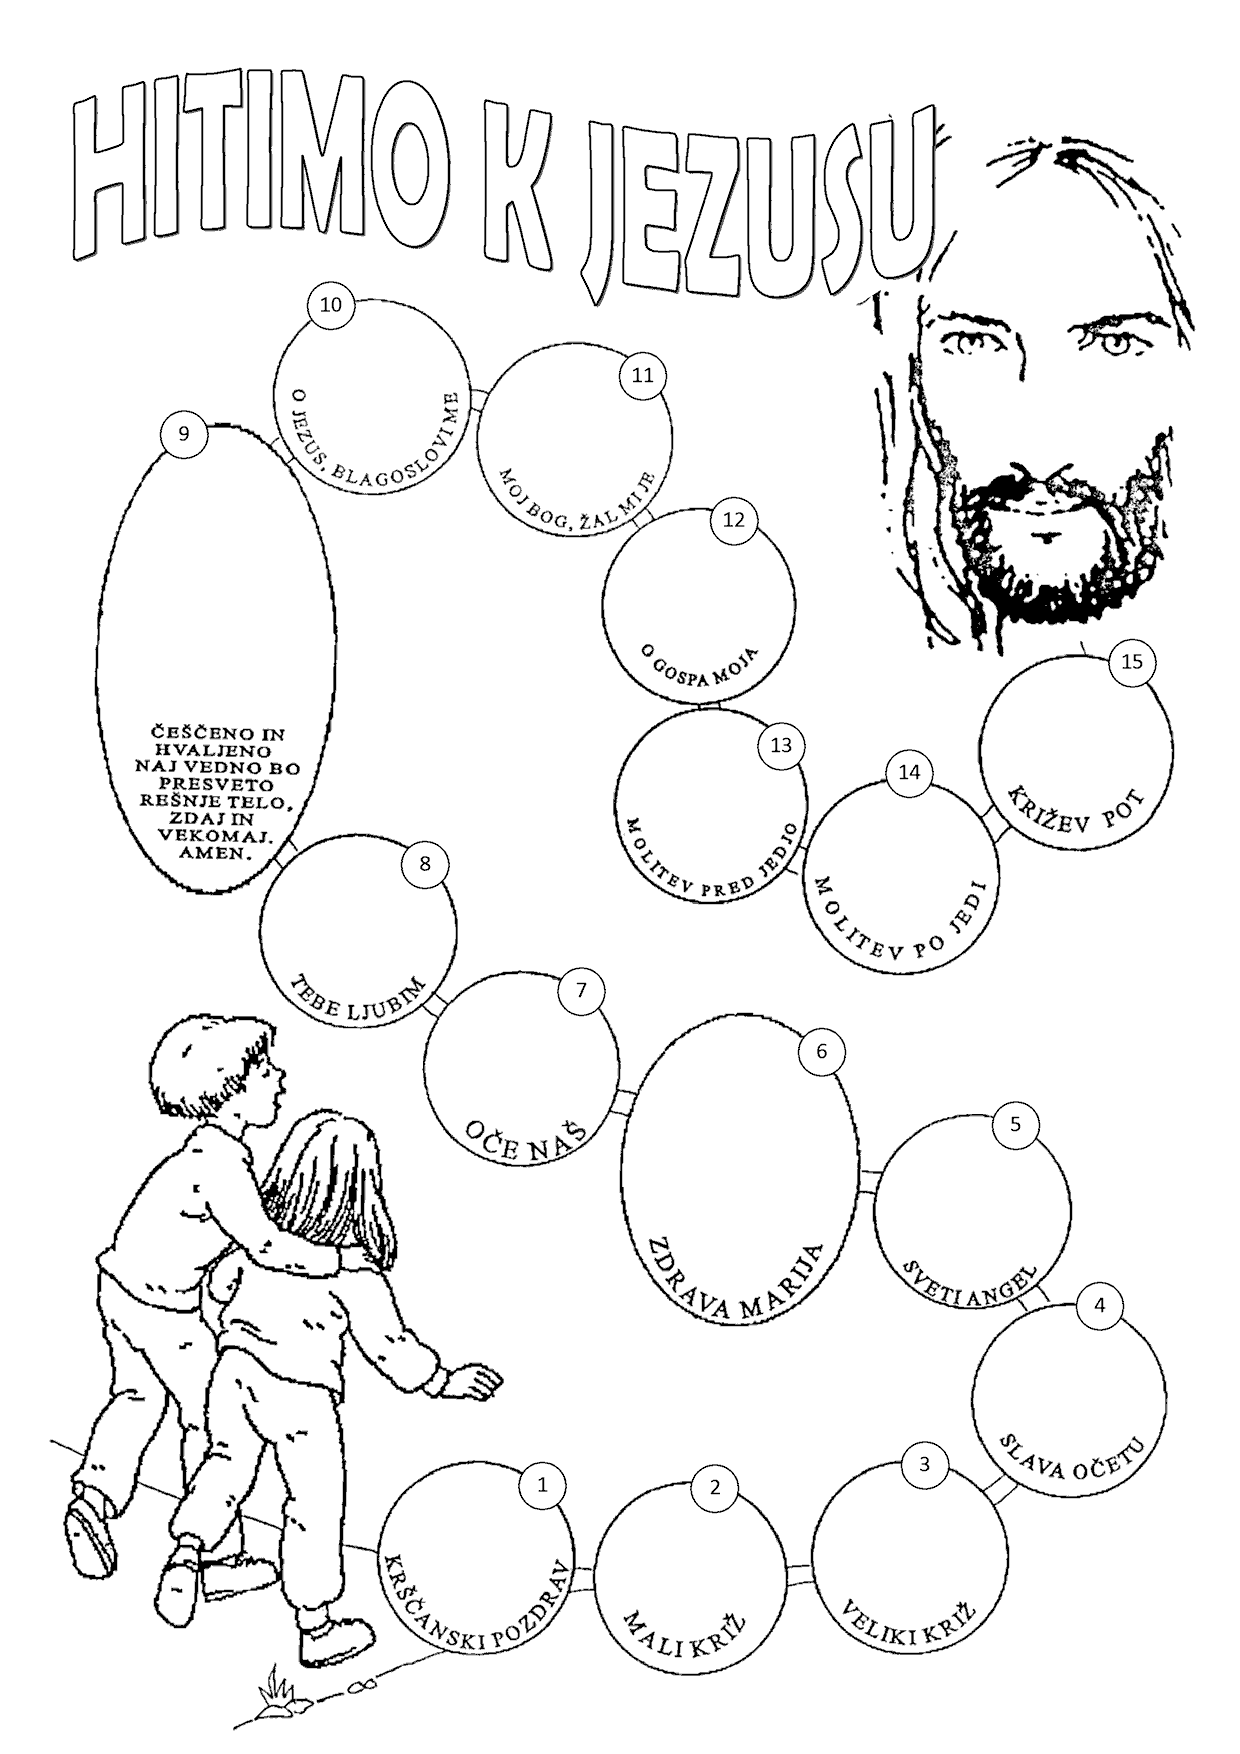 HITIMO K JEZUSU
10
O JEZUS, BLAGOSLOVI ME
11
MOJ BOG, ŽAL MI JE
9
ČEŠČENO IN
HVALJENO
NAJ VEDNO BO
PRESVETO
REŠNJE TELO,
ZDAJ IN
VEKOMAJ.
AMEN.
12
O GOSPA MOJA
13
MOLITEV PRED JEDJO
14
MOLITEV PO JEDI
15
KRIŽEV POT
8
TEBE LJUBIM
7
OČE NAŠ
6
ZDRAVA MARIJA
5
SVETI ANGEL
4
SLAVA OČETU
1
KRŠČANSKI POZDRAV
2
MALI KRIŽ
3
VELIKI KRIŽ